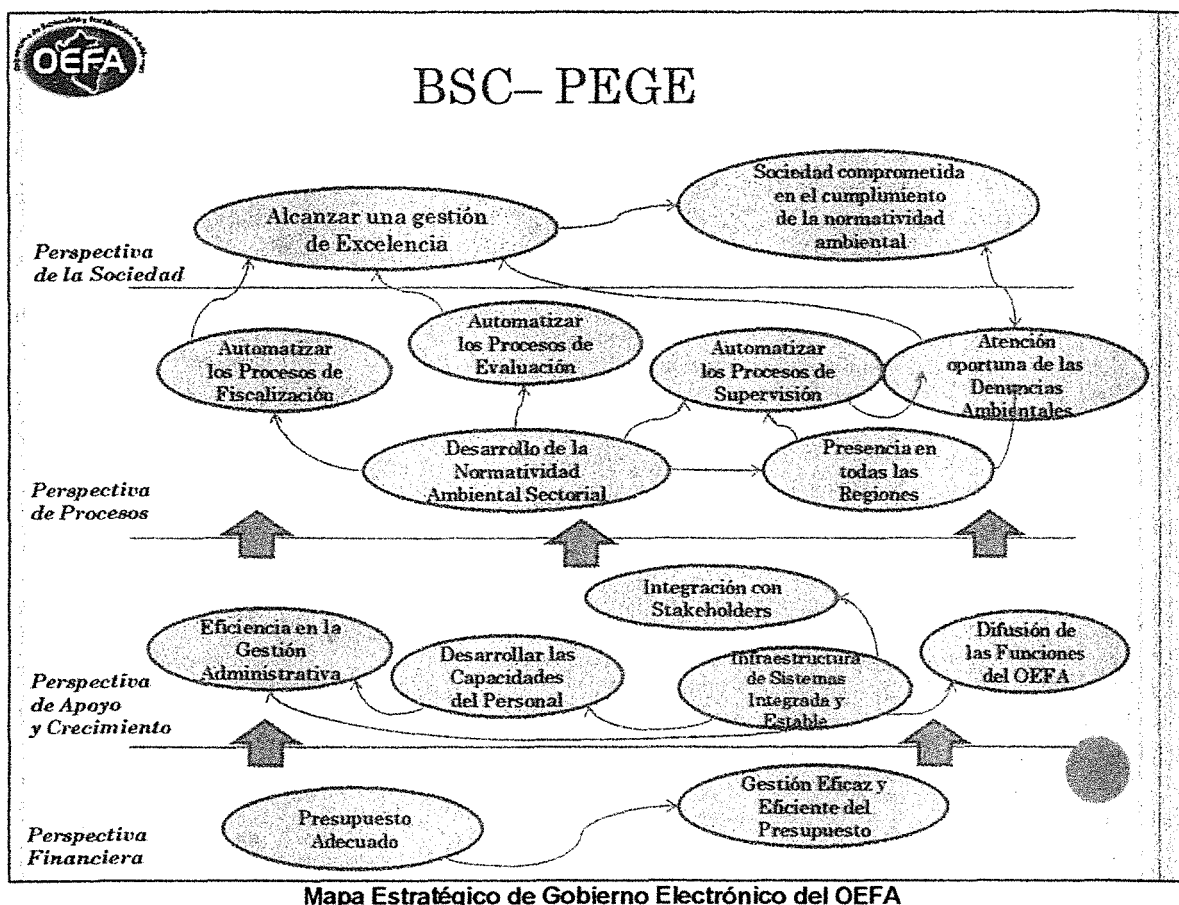 OEFA
BSC– PEGE
Sociedad comprometida
en el cumplimiento
de la normatividad
ambiental
Alcanzar una gestión
de Excelencia
Perspectiva
de la Sociedad
Automatizar
los Procesos de
Fiscalización
Automatizar
los Procesos de
Evaluación
Automatizar
los Procesos de
Supervisión
Atención
oportuna de las
Denuncias
Ambientales
Desarrollo de la
Normatividad
Ambiental Sectorial
Presencia en
todas las
Regiones
Perspectiva
de Procesos
Integración con
Stakeholders
Eficiencia en la
Gestión
Administrativa
Desarrollar las
Capacidades
del Personal
Infraestructura
de Sistemas
Integrada y
Estable
Difusión de
las Funciones
del OEFA
Perspectiva
de Apoyo
y Crecimiento
Presupuesto
Adecuado
Gestión Eficaz y
Eficiente del
Presupuesto
Perspectiva
Financiera
Mapa Estratégico de Gobierno Electrónico del OEFA